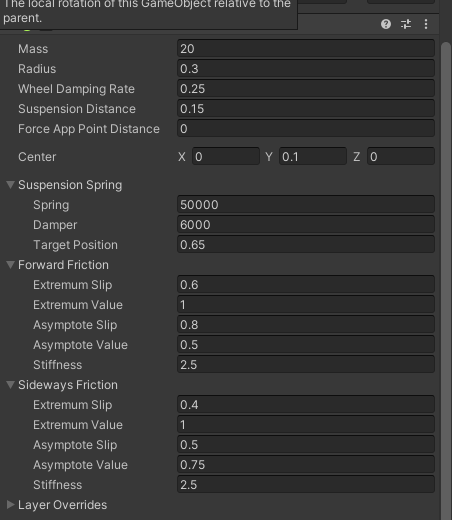 The local rotation of this GameObject relative to the
parent.
Mass 20
Radius 0.3
Wheel Damping Rate 0.25
Suspension Distance 0.15
Force App Point Distance 0
Center X 0 Y 0.1 Z 0
Suspension Spring
Spring 50000
Damper 6000
Target Position 0.65
Forward Friction
Extremum Slip 0.6
Extremum Value 1
Asymptote Slip 0.8
Asymptote Value 0.5
Stiffness 2.5
Sideways Friction
Extremum Slip 0.4
Extremum Value 1
Asymptote Slip 0.5
Asymptote Value 0.75
Stiffness 2.5
Layer Overrides